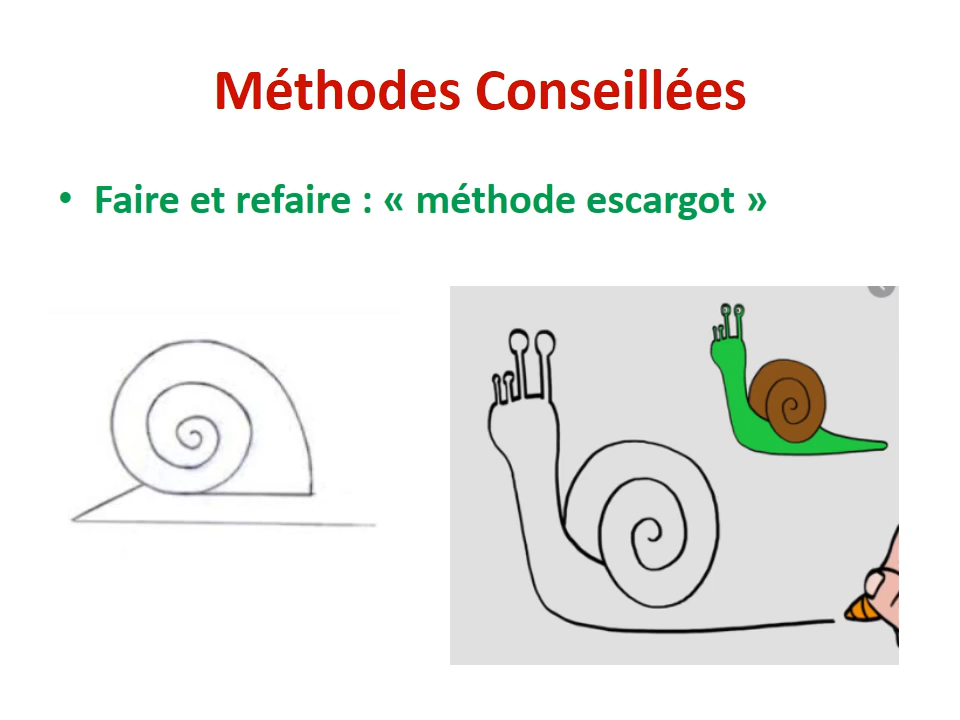 Méthodes Conseillées
• Faire et refaire : « méthode escargot »